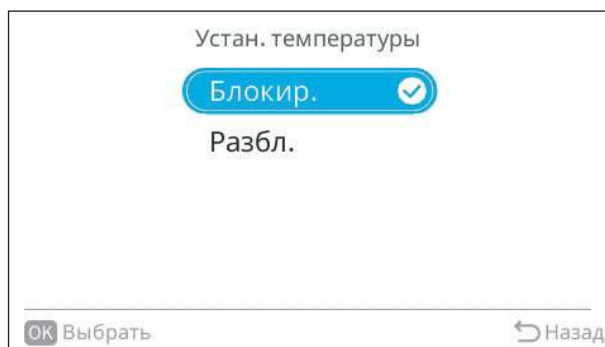 Устан. температуры
Блокир.
Разбл.
OK Выбрать
Назад